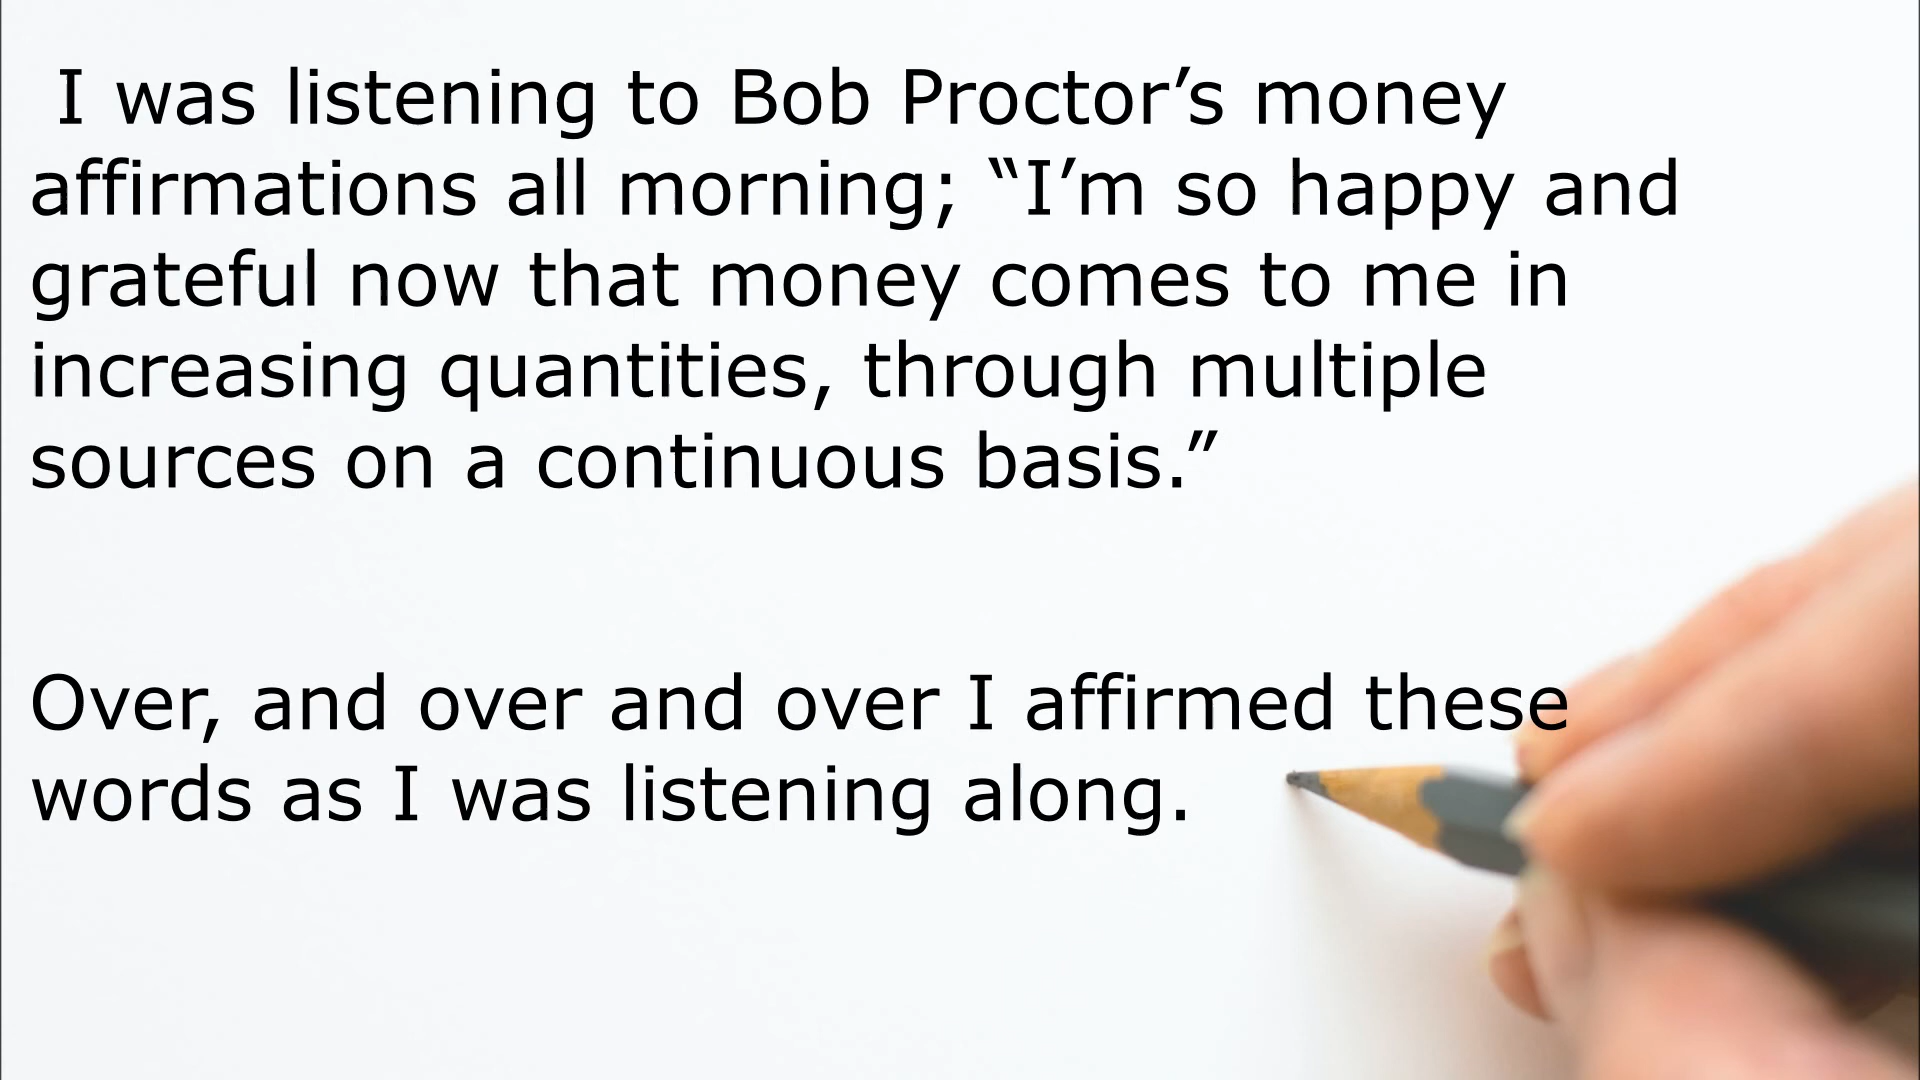 I was listening to Bob Proctor’s money
affirmations all morning; “I’m so happy and
grateful now that money comes to me in
increasing quantities, through multiple
sources on a continuous basis.”
Over, and over and over I affirmed these
words as I was listening along.